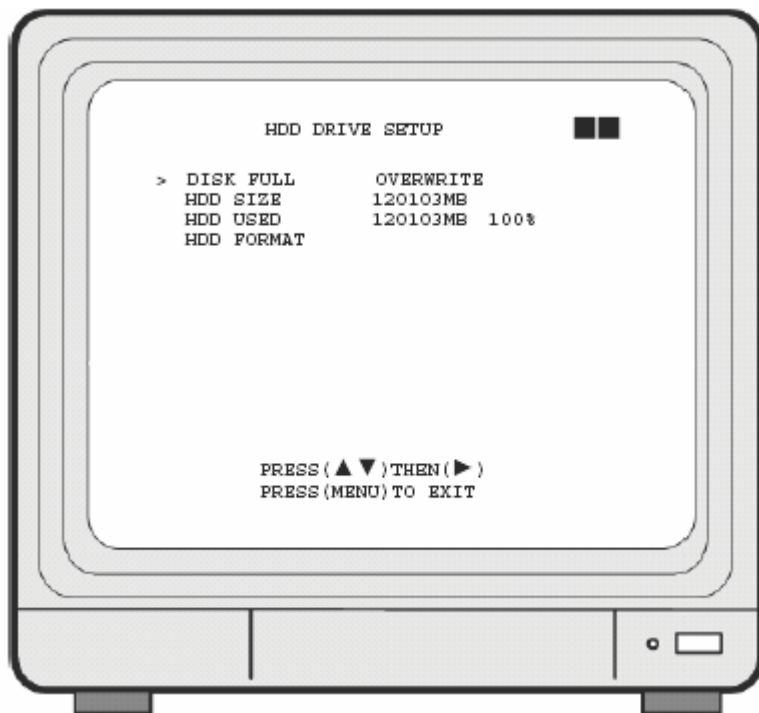 HDD DRIVE SETUP
> DISK FULL OVERWRITE
HDD SIZE 120103MB
HDD USED 120103MB 100%
HDD FORMAT
PRESS(▲▼)THEN(▶)
PRESS(MENU)TO EXIT